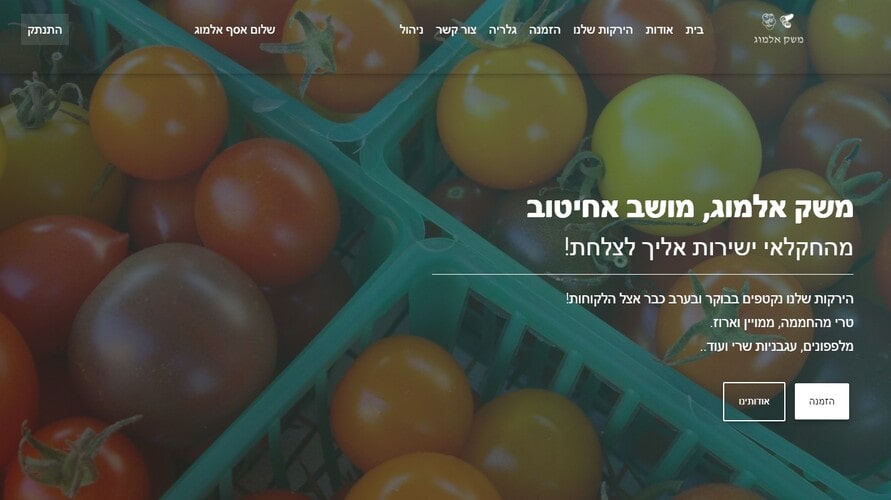 משק אלמוג
בית אודות הירקות שלנו הזמנה גלריה צור קשר ניהול
שלום אסף אלמוג
התנתק
משק אלמוג, מושב אחיטוב
מהחקלאי ישירות אליך לצלחת!
הירקות שלנו נקטפים בבוקר ובערב כבר אצל הלקוחות!
טרי מהחממה, ממויין וארוז.
מלפפונים, עגבניות שרי ועוד..
הזמנה
אודותינו